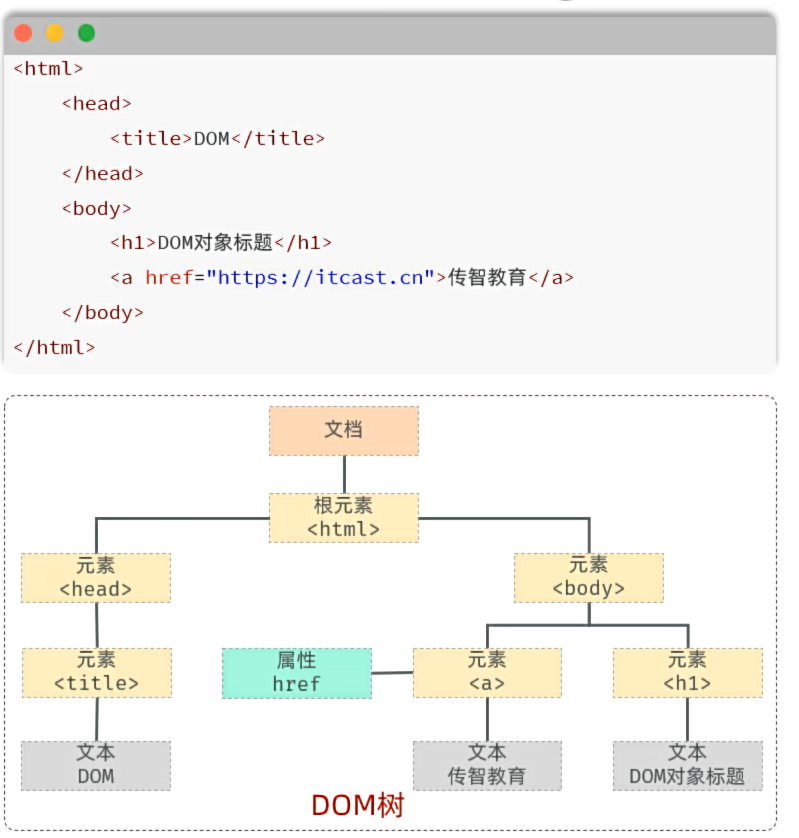 <html>
<head>
<title>DOM</title>
</head>
<body>
<h1>DOM对象标题</h1>
<a href="https://itcast.cn">传智教育</a>
</body>
</html>
文档
根元素
<html>
元素
<head>
元素
<body>
元素
<title>
属性
href
元素
<a>
元素
<h1>
文本
DOM
文本
传智教育
文本
DOM对象标题
DOM树